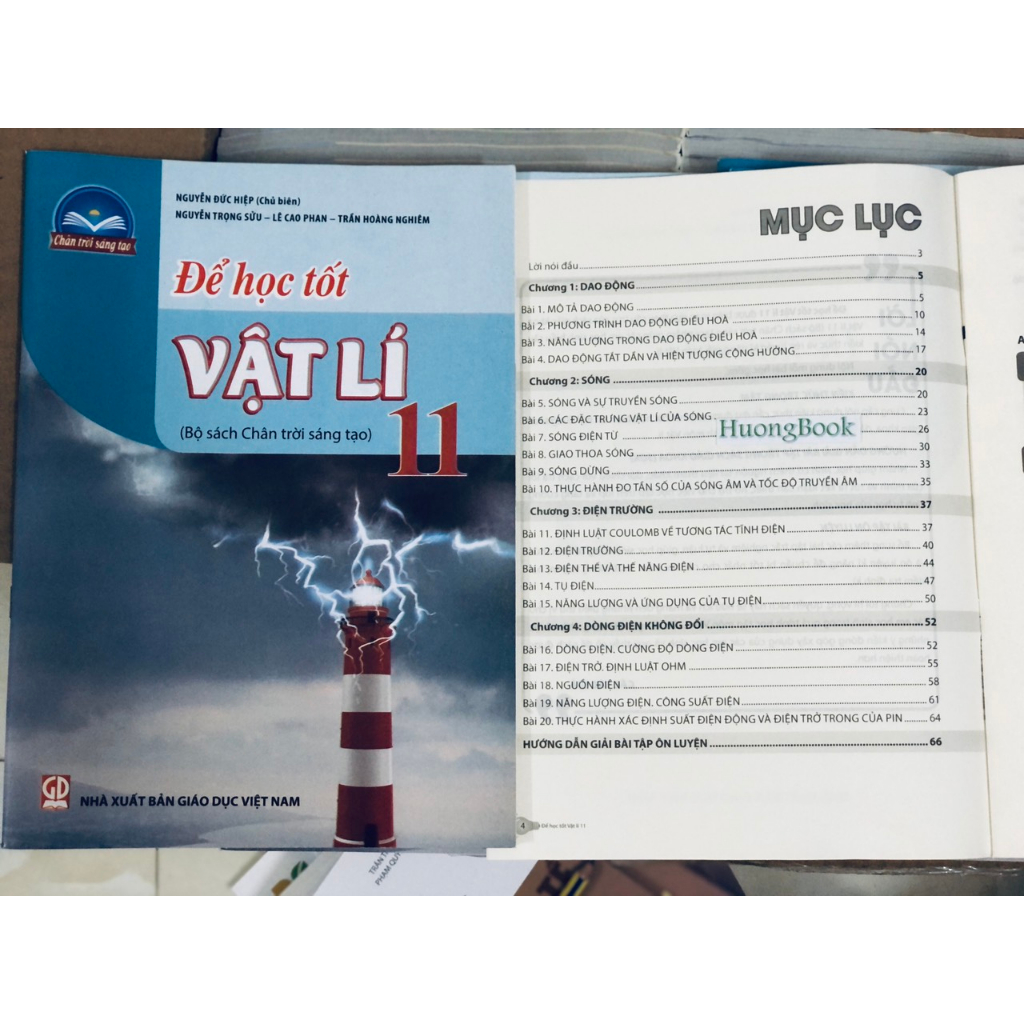 NGUYỄN ĐỨC HIỆP (Chủ biên)
NGUYỄN TRỌNG SỬU – LÊ CAO PHAN – TRẦN HOÀNG NGHIÊM
Chân trời sáng tạo
Để học tốt
VẬT LÍ
11
(Bộ sách Chân trời sáng tạo)
GD
NHÀ XUẤT BẢN GIÁO DỤC VIỆT NAM
MỤC LỤC
Lời nói đầu 3
Chương 1: DAO ĐỘNG 5
Bài 1. MÔ TẢ DAO ĐỘNG 5
Bài 2. PHƯƠNG TRÌNH DAO ĐỘNG ĐIỀU HOÀ 10
Bài 3. NĂNG LƯỢNG TRONG DAO ĐỘNG ĐIỀU HOÀ 14
Bài 4. DAO ĐỘNG TẮT DẦN VÀ HIỆN TƯỢNG CỘNG HƯỞNG 17
Chương 2: SÓNG 20
Bài 5. SÓNG VÀ SỰ TRUYỀN SÓNG 20
Bài 6. CÁC ĐẶC TRƯNG VẬT LÍ CỦA SÓNG 23
Bài 7. SÓNG ĐIỆN TỪ 26
HuongBook
Bài 8. GIAO THOA SÓNG 30
Bài 9. SÓNG DỪNG 33
Bài 10. THỰC HÀNH ĐO TẦN SỐ CỦA SÓNG ÂM VÀ TỐC ĐỘ TRUYỀN ÂM 35
Chương 3: ĐIỆN TRƯỜNG 37
Bài 11. ĐỊNH LUẬT COULOMB VỀ TƯƠNG TÁC TĨNH ĐIỆN 37
Bài 12. ĐIỆN TRƯỜNG 40
Bài 13. ĐIỆN THẾ VÀ THẾ NĂNG ĐIỆN 44
Bài 14. TỤ ĐIỆN 47
Bài 15. NĂNG LƯỢNG VÀ ỨNG DỤNG CỦA TỤ ĐIỆN 50
Chương 4: DÒNG ĐIỆN KHÔNG ĐỔI 52
Bài 16. DÒNG ĐIỆN. CƯỜNG ĐỘ DÒNG ĐIỆN 52
Bài 17. ĐIỆN TRỞ. ĐỊNH LUẬT OHM 55
Bài 18. NGUỒN ĐIỆN 58
Bài 19. NĂNG LƯỢNG ĐIỆN. CÔNG SUẤT ĐIỆN 61
Bài 20. THỰC HÀNH XÁC ĐỊNH SUẤT ĐIỆN ĐỘNG VÀ ĐIỆN TRỞ TRONG CỦA PIN 64
HƯỚNG DẪN GIẢI BÀI TẬP ÔN LUYỆN 66
4 Để học tốt Vật lí 11